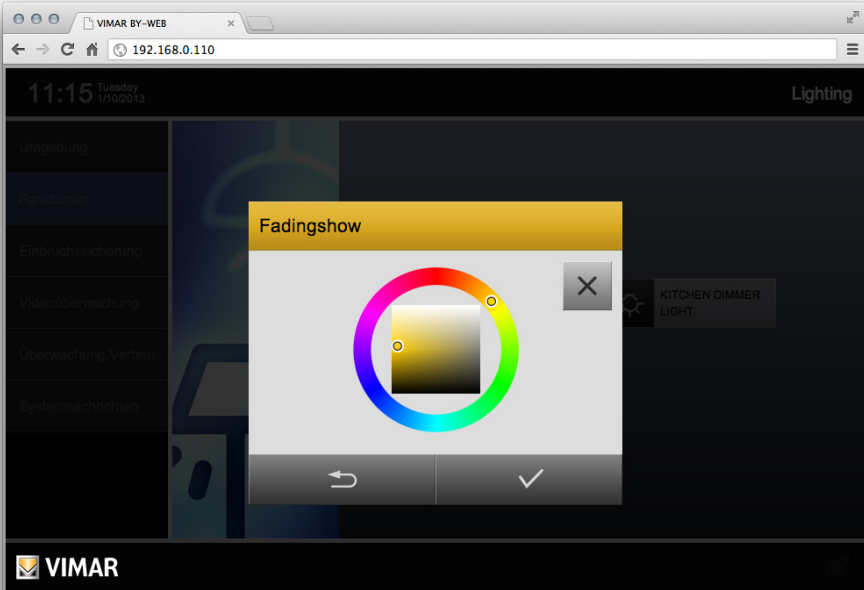 VIMAR BY-WEB
192.168.0.110
11:15 Tuesday
1/10/2013
Lighting
Umgebung
Funktionen
Einbruchssicherung
Videoüberwachung
Überwachung Verbrau
Systemnachrichten
Fadingshow
KITCHEN DIMMER
LIGHT
VIMAR